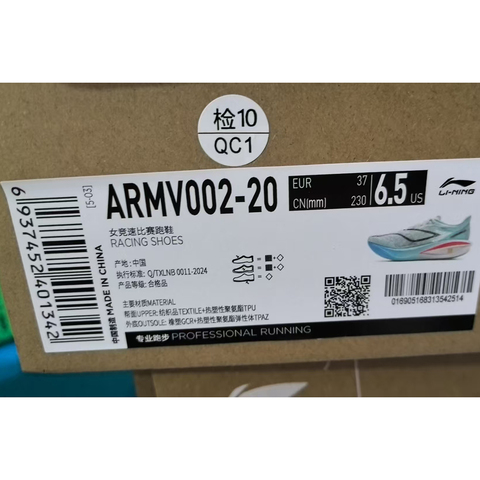 检10
QC1
[5-03]
ARMV002-20
EUR 37
CN(mm) 230
6.5 US
LI-NING
女竞速比赛跑鞋
RACING SHOES
产地: 中国
执行标准: Q/TXLNB 0011-2024
产品等级: 合格品
主要材质MATERIAL
帮面UPPER: 纺织品TEXTILE+热塑性聚氨酯TPU
外底OUTSOLE: 橡塑GCR+热塑性聚氨酯弹性体TPAZ
专业跑步 PROFESSIONAL RUNNING
016905168313542514
6937452401342
中国制造 MADE IN CHINA